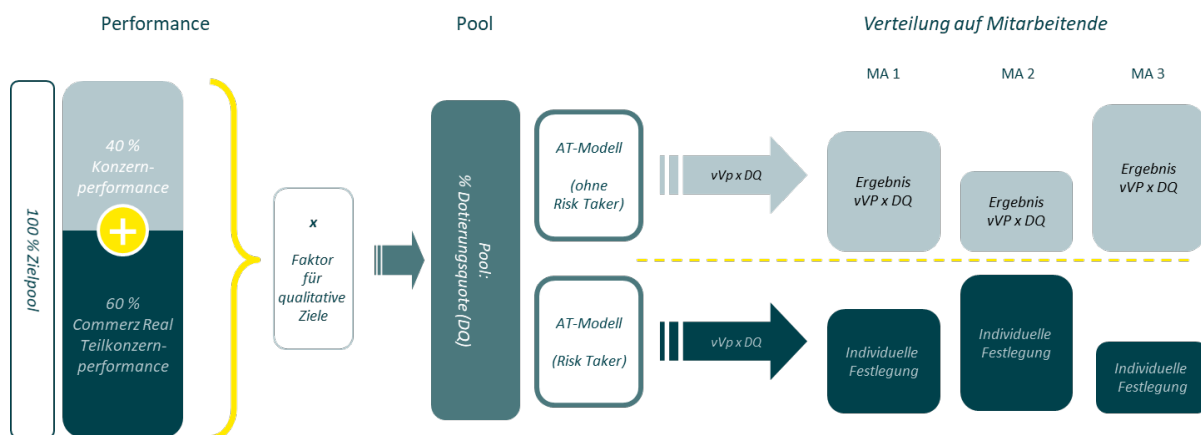 Performance
Pool
Verteilung auf Mitarbeitende
MA 1
MA 2
MA 3
100 % Zielpool
40 %
Konzern-
performance
+
60 %
Commerz Real
Teilkonzern-
performance
x
Faktor
für
qualitative
Ziele
Pool:
% Dotierungsquote (DQ)
AT-Modell
(ohne
Risk Taker)
vVp x DQ
Ergebnis
vVP x DQ
Ergebnis
vVP x DQ
Ergebnis
vVP x DQ
AT-Modell
(Risk Taker)
vVp x DQ
Individuelle
Festlegung
Individuelle
Festlegung
Individuelle
Festlegung